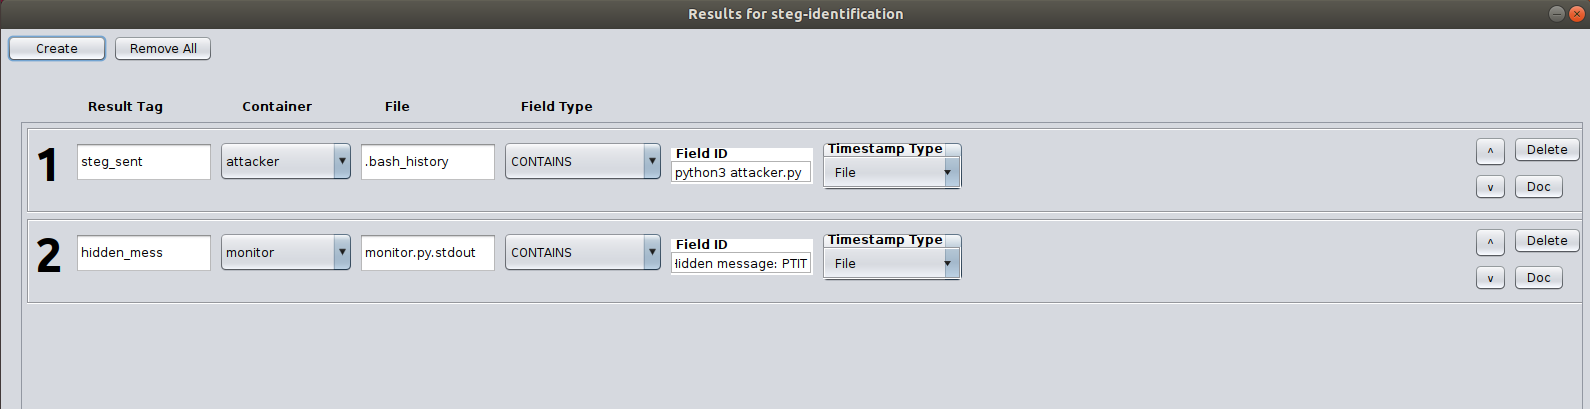 Results for steg-identification
Create Remove All
Result Tag Container File Field Type
1 steg_sent attacker .bash_history CONTAINS Field ID python3 attacker.py Timestamp Type File ^ Delete v Doc
2 hidden_mess monitor monitor.py.stdout CONTAINS Field ID message: PTIT Timestamp Type File ^ Delete v Doc